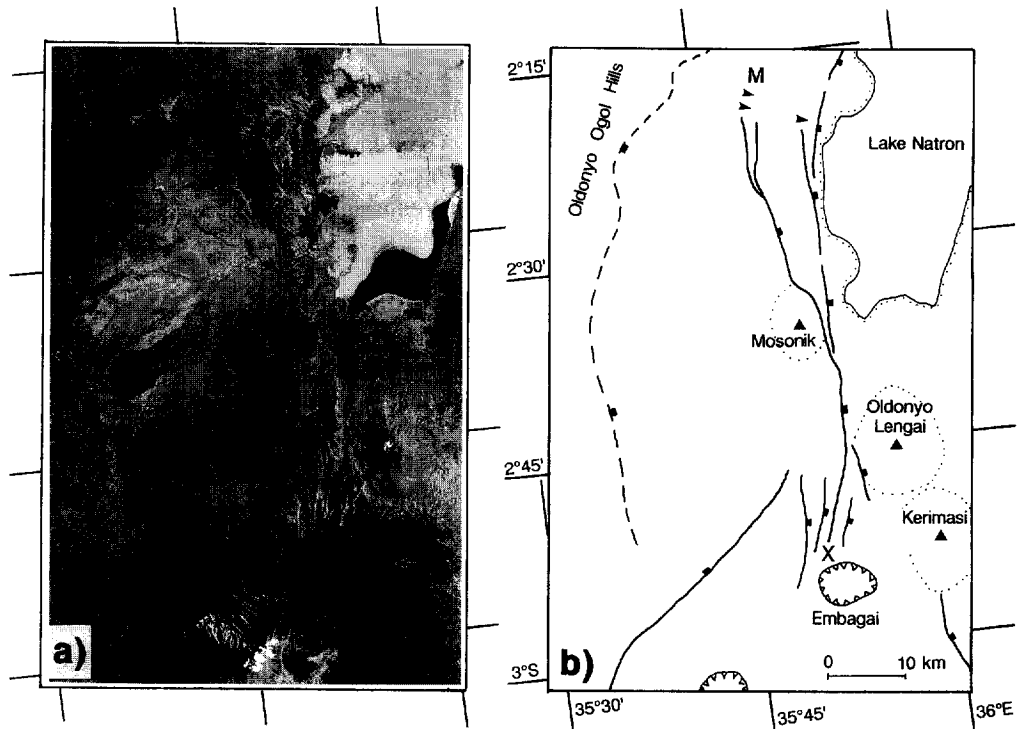 a)
2°15'
2°30'
2°45'
3°S
Oldonyo Ogol Hills
M
Lake Natron
Mosonik
Oldonyo
Lengai
Kerimasi
X
Embagai
b)
0 10 km
35°30'
35°45'
36°E